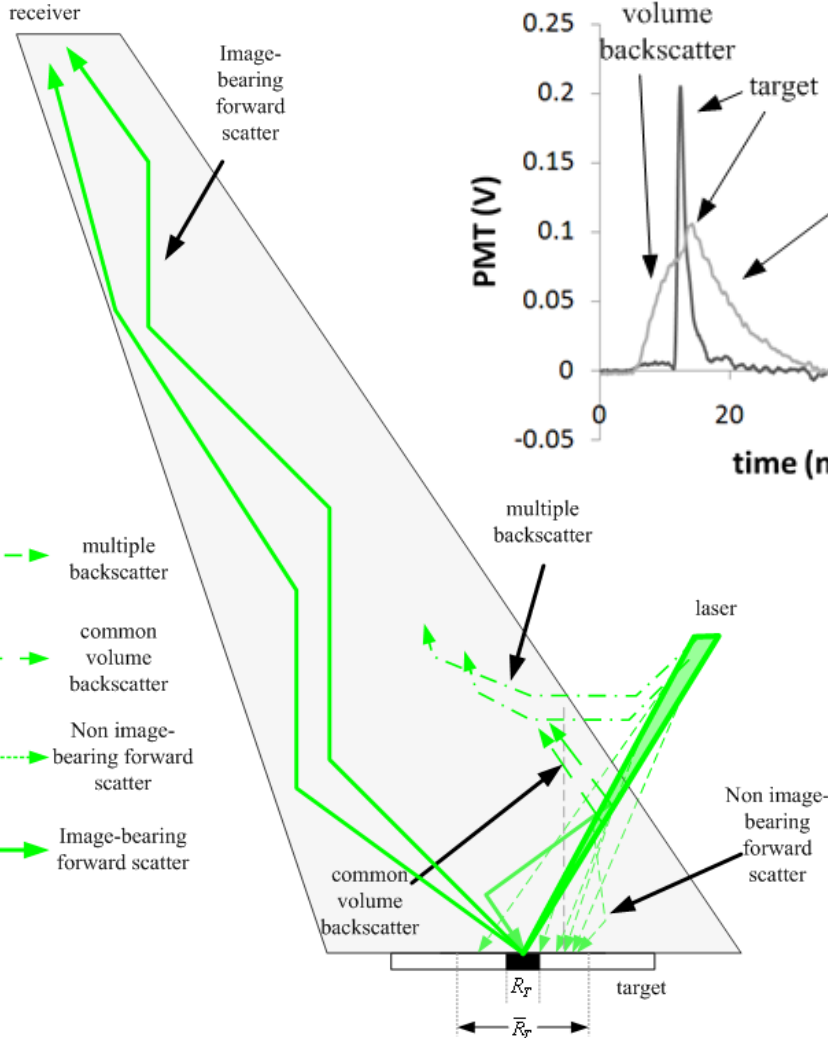 receiver
Image-
bearing
forward
scatter
volume
backscatter
target
0.25
0.2
0.15
0.1
0.05
0
-0.05
PMT (V)
0
20
time (n
multiple
backscatter
laser
multiple
backscatter
common
volume
backscatter
Non image-
bearing forward
scatter
Image-bearing
forward scatter
Non image-
bearing
forward
scatter
common
volume
backscatter
R_T
target
R̅_T